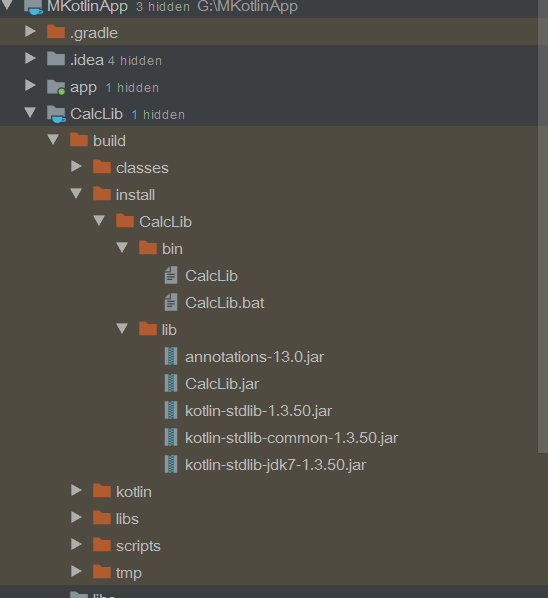 MKotlinApp 3 hidden G:\MKotlinApp
.gradle
.idea 4 hidden
app 1 hidden
CalcLib 1 hidden
build
classes
install
CalcLib
bin
CalcLib
CalcLib.bat
lib
annotations-13.0.jar
CalcLib.jar
kotlin-stdlib-1.3.50.jar
kotlin-stdlib-common-1.3.50.jar
kotlin-stdlib-jdk7-1.3.50.jar
kotlin
libs
scripts
tmp
libs